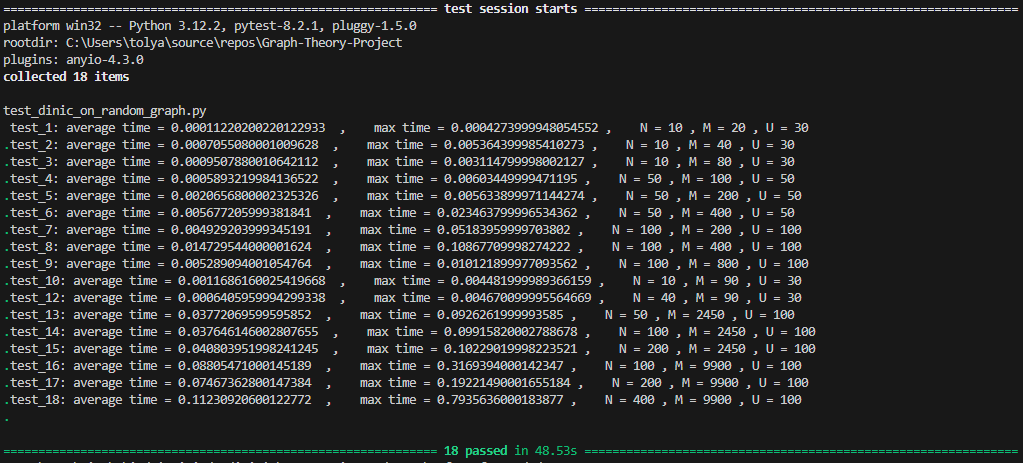 ============================================================== test session starts ==============================================================
platform win32 -- Python 3.12.2, pytest-8.2.1, pluggy-1.5.0
rootdir: C:\Users\tolya\source\repos\Graph-Theory-Project
plugins: anyio-4.3.0
collected 18 items

test_dinic_on_random_graph.py
 test_1: average time = 0.00011220200220122933  ,    max time = 0.0004273999948054552 ,    N = 10 , M = 20 , U = 30
.test_2: average time = 0.0007055080001009628  ,    max time = 0.005364399985410273 ,    N = 10 , M = 40 , U = 30
.test_3: average time = 0.0009507880010642112  ,    max time = 0.003114799998002127 ,    N = 10 , M = 80 , U = 30
.test_4: average time = 0.0005893219984136522  ,    max time = 0.00603449999471195 ,    N = 50 , M = 100 , U = 50
.test_5: average time = 0.0020656800002325326  ,    max time = 0.0056338999971144274 ,    N = 50 , M = 200 , U = 50
.test_6: average time = 0.005677205999381841  ,    max time = 0.023463799996534362 ,    N = 50 , M = 400 , U = 50
.test_7: average time = 0.004929203999345191  ,    max time = 0.05183959999703802 ,    N = 100 , M = 200 , U = 100
.test_8: average time = 0.014729544000001624  ,    max time = 0.10867709998274222 ,    N = 100 , M = 400 , U = 100
.test_9: average time = 0.005289094001054764  ,    max time = 0.010121899977093562 ,    N = 100 , M = 800 , U = 100
.test_10: average time = 0.0011686160025419668  ,    max time = 0.004481999989366159 ,    N = 10 , M = 90 , U = 30
.test_12: average time = 0.0006405959994299338  ,    max time = 0.004670099995564669 ,    N = 40 , M = 90 , U = 30
.test_13: average time = 0.03772069599595852  ,    max time = 0.0926261999993585 ,    N = 50 , M = 2450 , U = 100
.test_14: average time = 0.037646146002807655  ,    max time = 0.09915820002788678 ,    N = 100 , M = 2450 , U = 100
.test_15: average time = 0.040803951998241245  ,    max time = 0.10229019998223521 ,    N = 200 , M = 2450 , U = 100
.test_16: average time = 0.08805471000145189  ,    max time = 0.3169394000142347 ,    N = 100 , M = 9900 , U = 100
.test_17: average time = 0.07467362800147384  ,    max time = 0.19221490001655184 ,    N = 200 , M = 9900 , U = 100
.test_18: average time = 0.11230920600122772  ,    max time = 0.7935636000183877 ,    N = 400 , M = 9900 , U = 100
.

============================================================== 18 passed in 48.53s ==============================================================